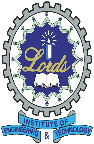 Lords
INSTITUTE OF
ENGINEERING & TECHNOLOGY